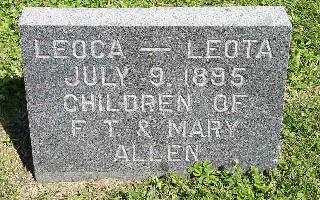 LEOCA — LEOTA
JULY 9, 1895
CHILDREN OF
F. T. & MARY
ALLEN